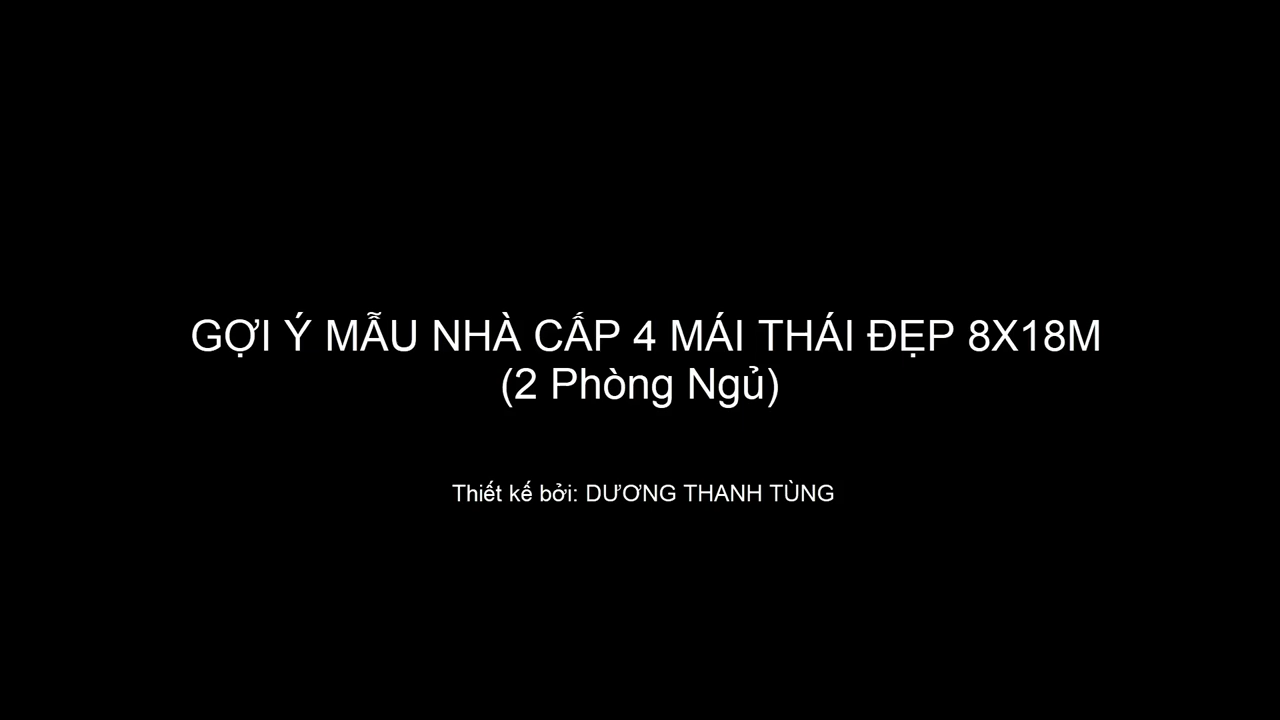 GỢI Ý MẪU NHÀ CẤP 4 MÁI THÁI ĐẸP 8X18M
(2 Phòng Ngủ)
Thiết kế bởi: DƯƠNG THANH TÙNG